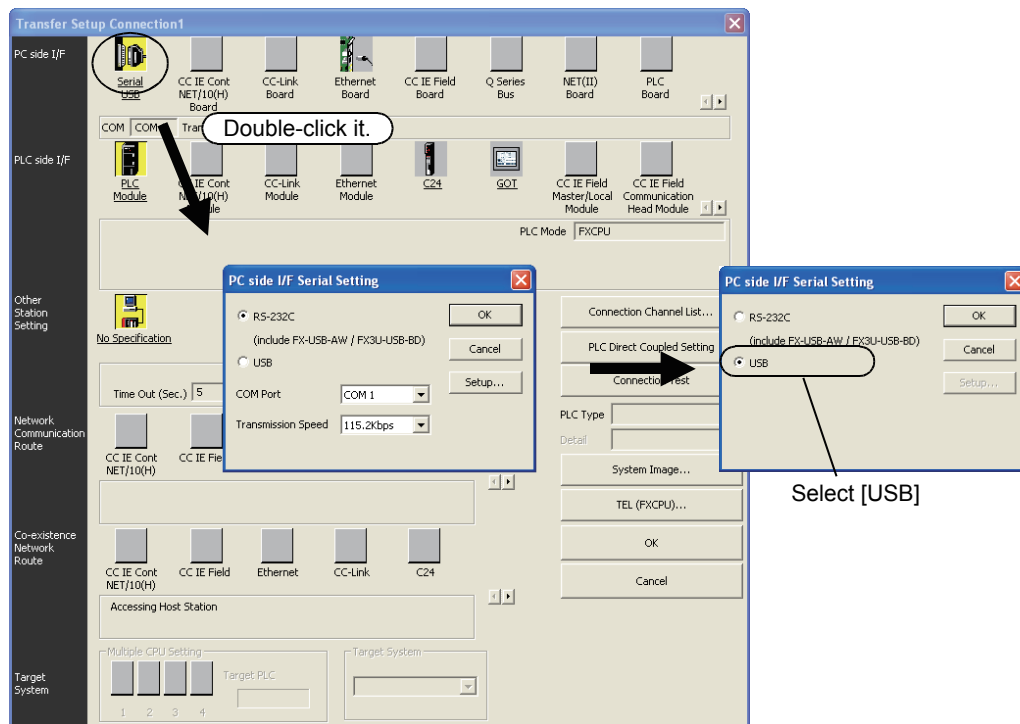 Transfer Setup Connection1
PC side I/F
Serial
USB
CC IE Cont
NET/10(H)
Board
CC-Link
Board
Ethernet
Board
CC IE Field
Board
Q Series
Bus
NET(II)
Board
PLC
Board
COM COM
Double-click it.
PLC side I/F
PLC
Module
IE Cont
CC-Link
Module
Ethernet
Module
C24
GOT
CC IE Field
Master/Local
Module
CC IE Field
Communication
Head Module
PLC Mode FXCPU
Other
Station
Setting
No Specification
Time Out (Sec.) 5
PC side I/F Serial Setting
RS-232C
(include FX-USB-AW / FX3U-USB-BD)
USB
COM Port COM 1
Transmission Speed 115.2Kbps
OK
Cancel
Setup...
Connection Channel List...
PLC Direct Coupled Setting
PLC Type
Detail
System Image...
TEL (FXCPU)...
OK
Cancel
PC side I/F Serial Setting
RS-232C
(include FX-USB-AW / FX3U-USB-BD)
USB
OK
Cancel
Setup...
Select [USB]
Network
Communication
Route
CC IE Cont
NET/10(H)
CC IE Fie
Co-existence
Network
Route
CC IE Cont
NET/10(H)
CC IE Field
Ethernet
CC-Link
C24
Accessing Host Station
Target
System
Multiple CPU Setting
1 2 3 4
Target PLC
Target System